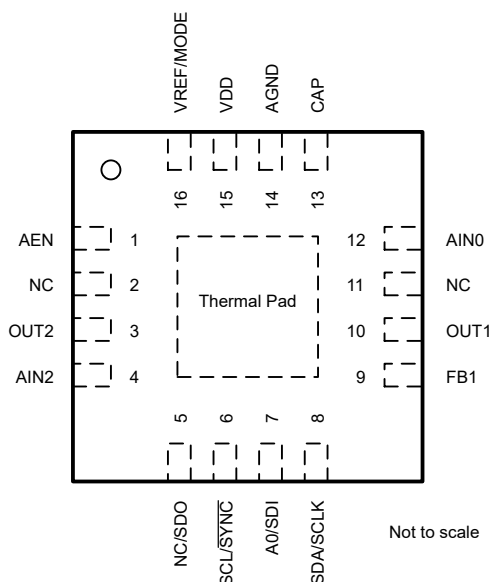 VREF/MODE
VDD
AGND
CAP
16
15
14
13
AEN 1
12 AIN0
NC 2
11 NC
Thermal Pad
OUT2 3
10 OUT1
AIN2 4
9 FB1
5
6
7
8
NC/SDO
SCL/SYNC
A0/SDI
SDA/SCLK
Not to scale